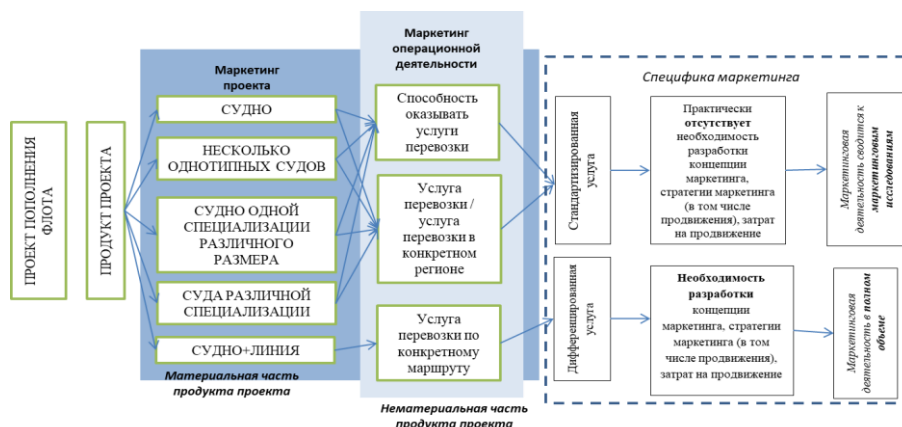 ПРОЕКТ ПОПОЛНЕНИЯ
ФЛОТА
ПРОДУКТ ПРОЕКТА
Маркетинг
проекта
СУДНО
НЕСКОЛЬКО
ОДНОТИПНЫХ СУДОВ
СУДНО ОДНОЙ
СПЕЦИАЛИЗАЦИИ
РАЗЛИЧНОГО
РАЗМЕРА
СУДА РАЗЛИЧНОЙ
СПЕЦИАЛИЗАЦИИ
СУДНО+ЛИНИЯ
Материальная часть
продукта проекта
Маркетинг
операционной
деятельности
Способность
оказывать
услуги
перевозки
Услуга
перевозки /
услуга
перевозки в
конкретном
регионе
Услуга
перевозки по
конкретному
маршруту
Нематериальная часть
продукта проекта
Специфика маркетинга
Стандартизированная
услуга
Практически
отсутствует
необходимость
разработки
концепции
маркетинга,
стратегии маркетинга
(в том числе
продвижения), затрат
на продвижение
Маркетинговая
деятельность сводится к
маркетинговым
исследованиям
Дифференцированная
услуга
Необходимость
разработки
концепции
маркетинга, стратегии
маркетинга (в том
числе продвижения),
затрат на продвижение
Маркетинговая
деятельность в полном
объеме